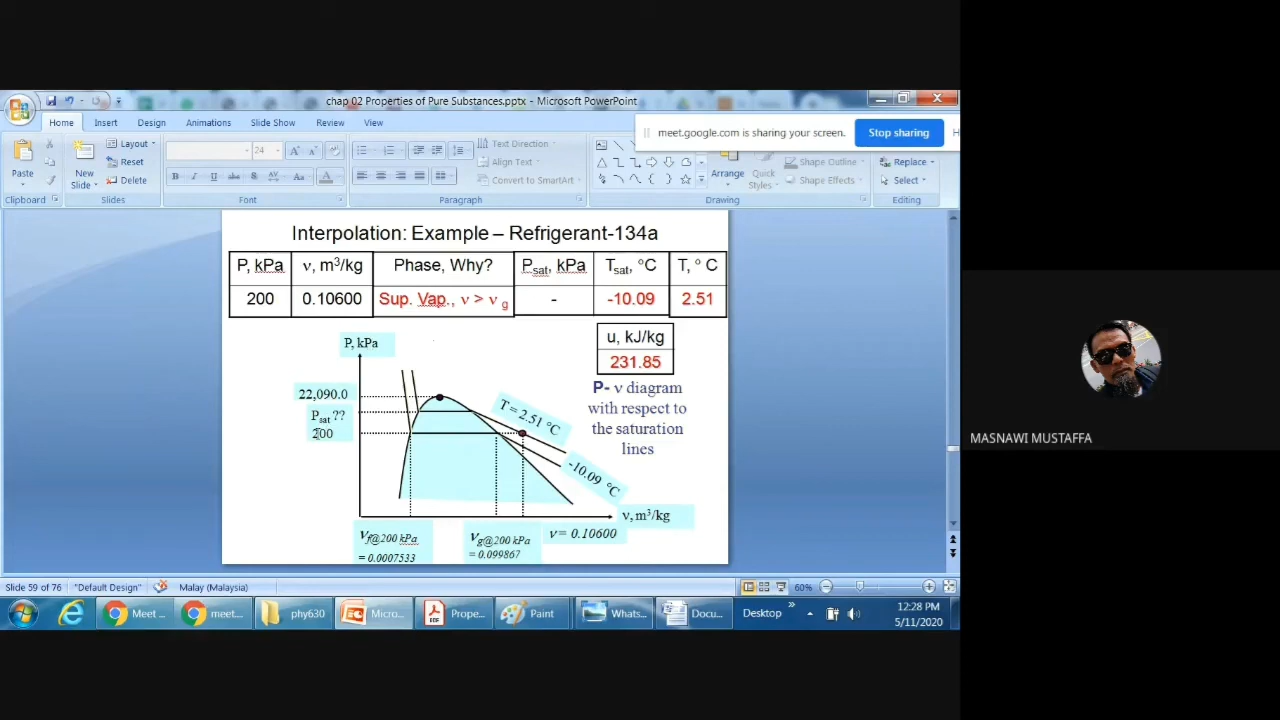 chap 02 Properties of Pure Substances.pptx - Microsoft PowerPoint
Home Insert Design Animations Slide Show Review View
meet.google.com is sharing your screen. Stop sharing H
Paste
New
Slide
Layout
Reset
Delete
24
Text Direction
Align Text
Convert to SmartArt
Arrange
Quick
Styles
Shape Outline
Shape Effects
Replace
Select
Clipboard Slides Font Paragraph Drawing Editing
Interpolation: Example – Refrigerant-134a
P, kPa ν, m³/kg Phase, Why? Psat, kPa Tsat, °C T, ° C
200 0.10600 Sup. Vap., ν > ν g - -10.09 2.51
u, kJ/kg
231.85
P- ν diagram
with respect to
the saturation
lines
P, kPa
22,090.0
Psat ??
200
T = 2.51 °C
-10.09 °C
ν, m³/kg
νf@200 kPa
= 0.0007533
νg@200 kPa
= 0.099867
ν = 0.10600
Slide 59 of 76 "Default Design" Malay (Malaysia) 60%
Meet ... meet.... phy630 Micro... Prope... Paint Whats... Docu... Desktop »
12:28 PM
5/11/2020
MASNAWI MUSTAFFA